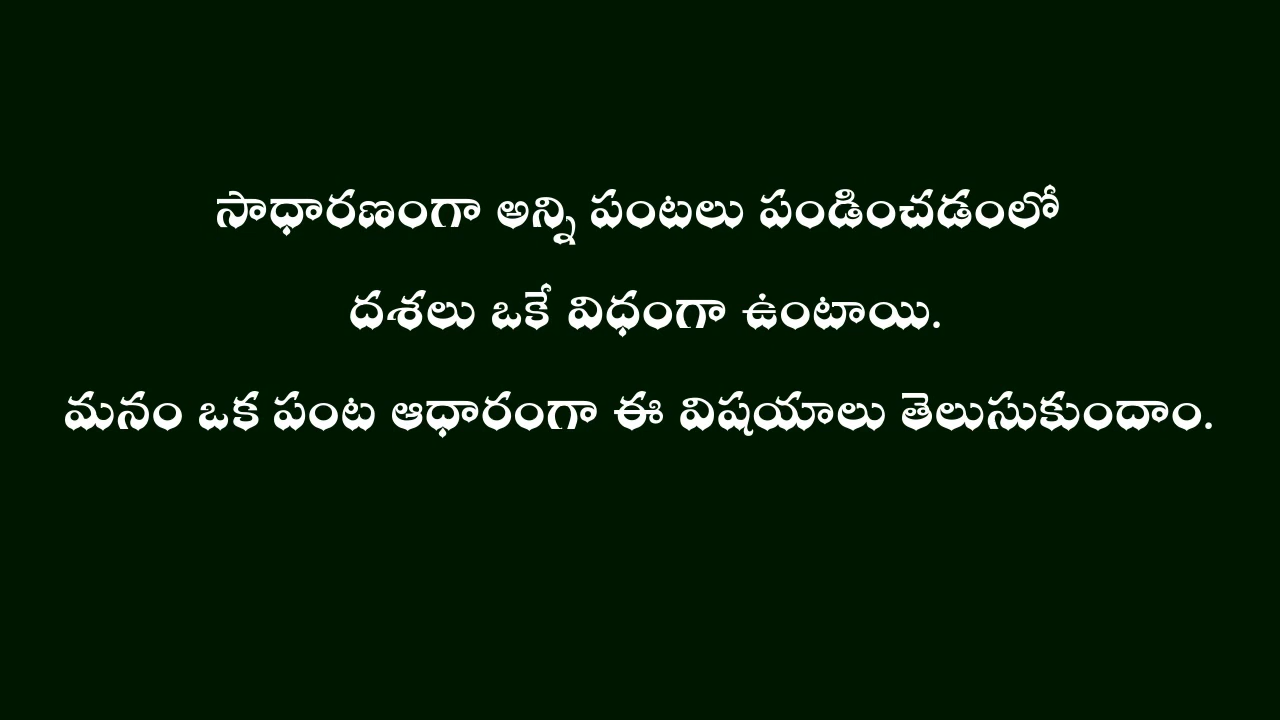 సాధారణంగా అన్ని పంటలు పండించడంలో
దశలు ఒకే విధంగా ఉంటాయి.
మనం ఒక పంట ఆధారంగా ఈ విషయాలు తెలుసుకుందాం.